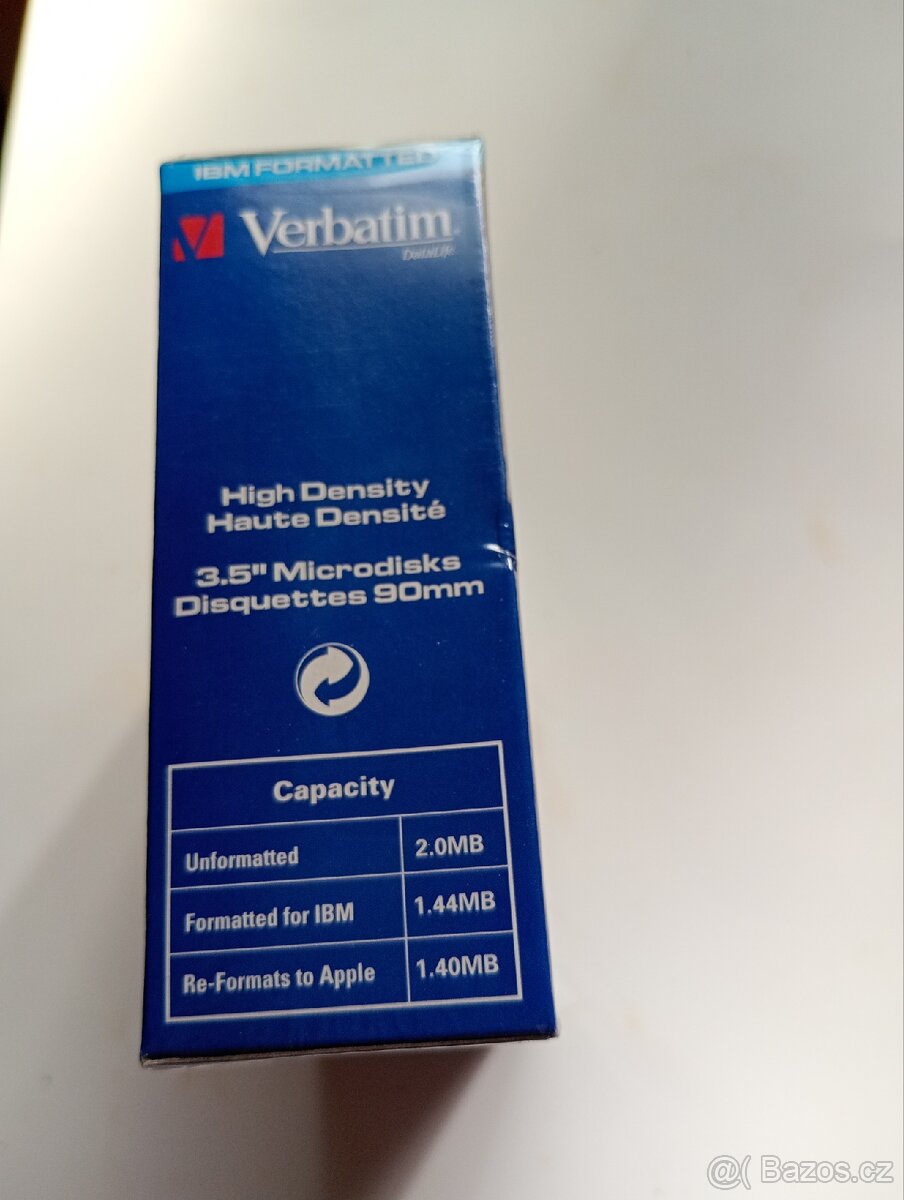 IBM FORMATTED
Verbatim
DataLife
High Density
Haute Densité
3.5" Microdisks
Disquettes 90mm
Capacity
Unformatted 2.0MB
Formatted for IBM 1.44MB
Re-Formats to Apple 1.40MB
@( Bazos.cz